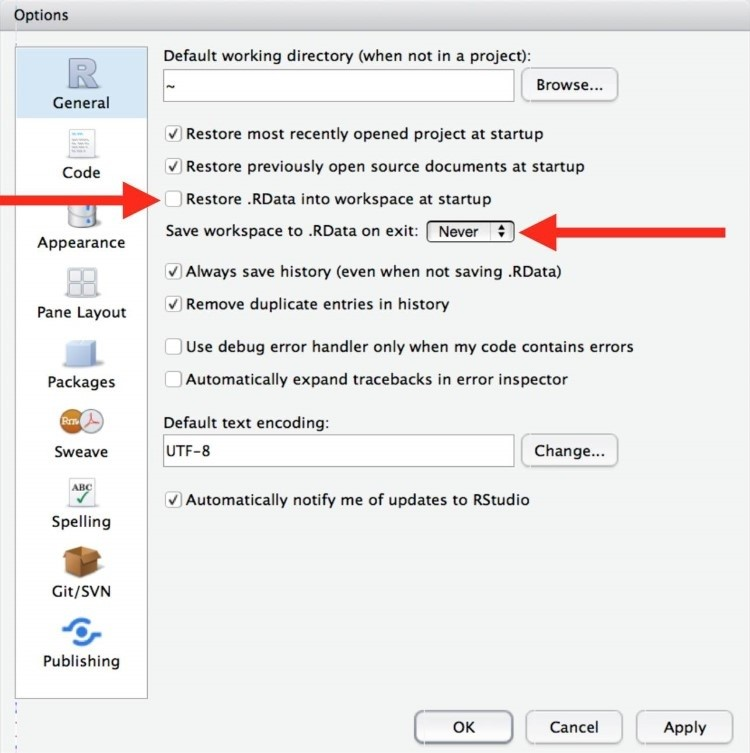 Options
R
General
Code
Appearance
Pane Layout
Packages
Rnw
Sweave
ABC
Spelling
Git/SVN
Publishing
Default working directory (when not in a project):
~
Browse...
Restore most recently opened project at startup
Restore previously open source documents at startup
Restore .RData into workspace at startup
Save workspace to .RData on exit: Never
Always save history (even when not saving .RData)
Remove duplicate entries in history
Use debug error handler only when my code contains errors
Automatically expand tracebacks in error inspector
Default text encoding:
UTF-8
Change...
Automatically notify me of updates to RStudio
OK
Cancel
Apply